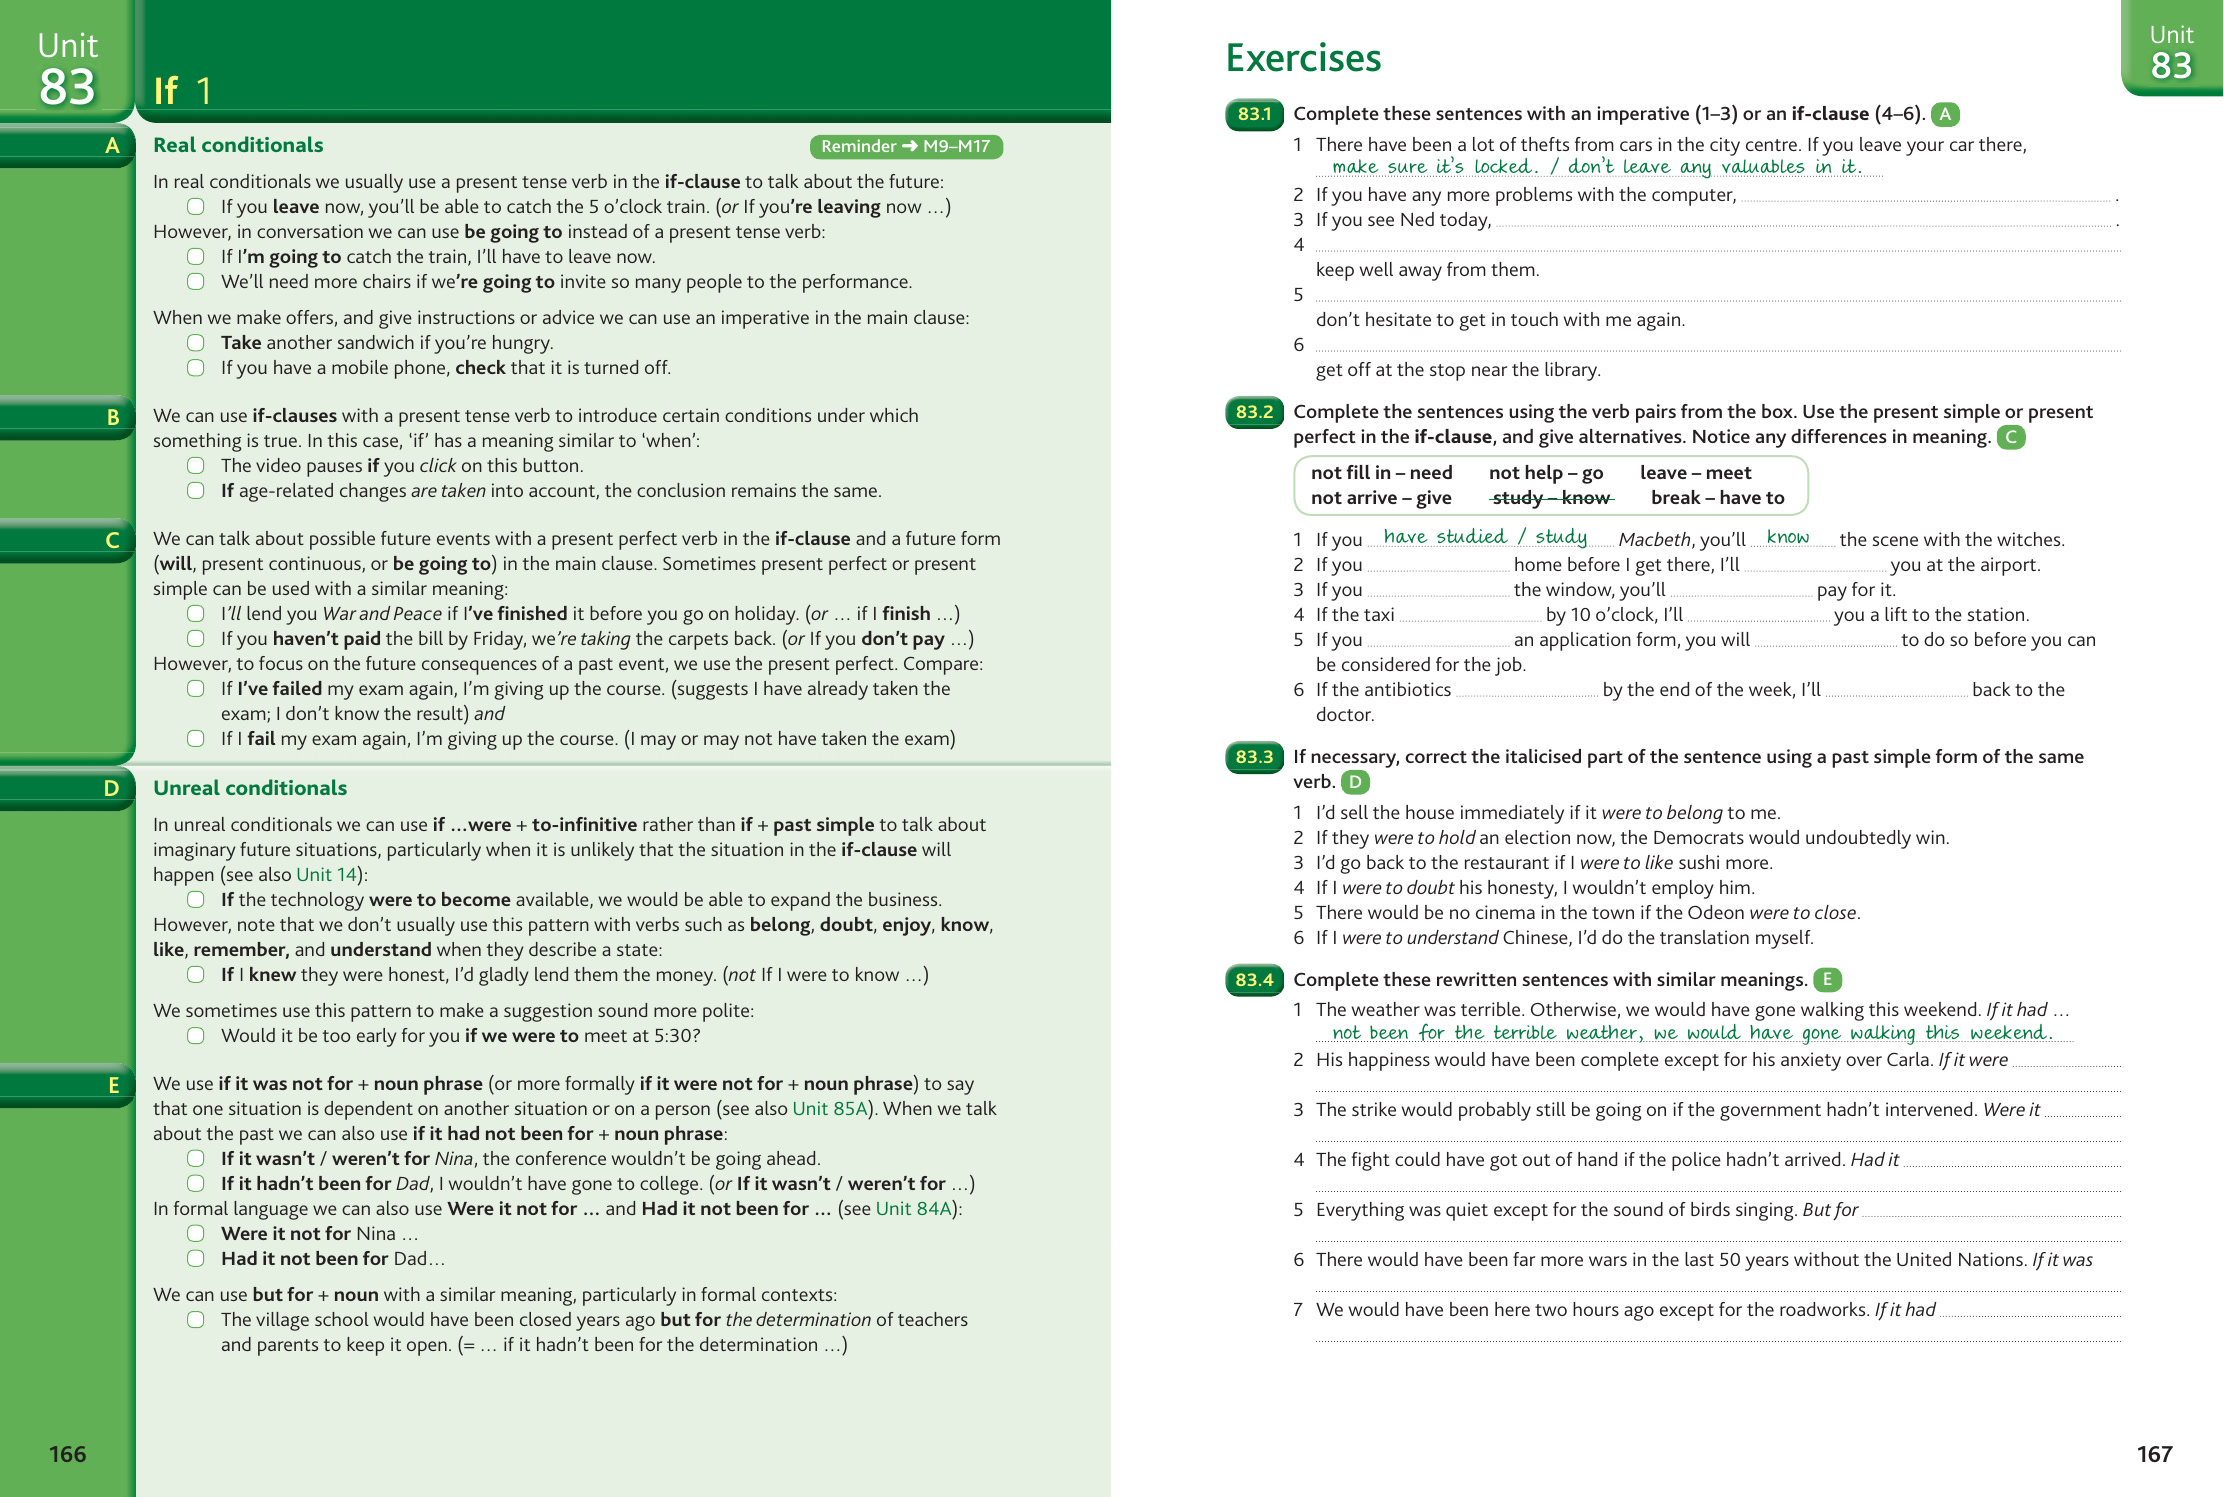 Unit
83
If 1
A
Real conditionals
Reminder ➜ M9–M17
In real conditionals we usually use a present tense verb in the if-clause to talk about the future:
If you leave now, you’ll be able to catch the 5 o’clock train. (or If you’re leaving now …)
However, in conversation we can use be going to instead of a present tense verb:
If I’m going to catch the train, I’ll have to leave now.
We’ll need more chairs if we’re going to invite so many people to the performance.
When we make offers, and give instructions or advice we can use an imperative in the main clause:
Take another sandwich if you’re hungry.
If you have a mobile phone, check that it is turned off.
B
We can use if-clauses with a present tense verb to introduce certain conditions under which
something is true. In this case, ‘if’ has a meaning similar to ‘when’:
The video pauses if you click on this button.
If age-related changes are taken into account, the conclusion remains the same.
C
We can talk about possible future events with a present perfect verb in the if-clause and a future form
(will, present continuous, or be going to) in the main clause. Sometimes present perfect or present
simple can be used with a similar meaning:
I’ll lend you War and Peace if I’ve finished it before you go on holiday. (or … if I finish …)
If you haven’t paid the bill by Friday, we’re taking the carpets back. (or If you don’t pay …)
However, to focus on the future consequences of a past event, we use the present perfect. Compare:
If I’ve failed my exam again, I’m giving up the course. (suggests I have already taken the
exam; I don’t know the result) and
If I fail my exam again, I’m giving up the course. (I may or may not have taken the exam)
D
Unreal conditionals
In unreal conditionals we can use if …were + to-infinitive rather than if + past simple to talk about
imaginary future situations, particularly when it is unlikely that the situation in the if-clause will
happen (see also Unit 14):
If the technology were to become available, we would be able to expand the business.
However, note that we don’t usually use this pattern with verbs such as belong, doubt, enjoy, know,
like, remember, and understand when they describe a state:
If I knew they were honest, I’d gladly lend them the money. (not If I were to know …)
We sometimes use this pattern to make a suggestion sound more polite:
Would it be too early for you if we were to meet at 5:30?
E
We use if it was not for + noun phrase (or more formally if it were not for + noun phrase) to say
that one situation is dependent on another situation or on a person (see also Unit 85A). When we talk
about the past we can also use if it had not been for + noun phrase:
If it wasn’t / weren’t for Nina, the conference wouldn’t be going ahead.
If it hadn’t been for Dad, I wouldn’t have gone to college. (or If it wasn’t / weren’t for …)
In formal language we can also use Were it not for … and Had it not been for … (see Unit 84A):
Were it not for Nina …
Had it not been for Dad…
We can use but for + noun with a similar meaning, particularly in formal contexts:
The village school would have been closed years ago but for the determination of teachers
and parents to keep it open. (= … if it hadn’t been for the determination …)
166
Exercises
Unit
83
83.1 Complete these sentences with an imperative (1–3) or an if-clause (4–6). A
1 There have been a lot of thefts from cars in the city centre. If you leave your car there,
make sure it’s locked. / don’t leave any valuables in it.
2 If you have any more problems with the computer, .
3 If you see Ned today, .
4
keep well away from them.
5
don’t hesitate to get in touch with me again.
6
get off at the stop near the library.
83.2 Complete the sentences using the verb pairs from the box. Use the present simple or present
perfect in the if-clause, and give alternatives. Notice any differences in meaning. C
not fill in – need not help – go leave – meet
not arrive – give study – know break – have to
1 If you have studied / study Macbeth, you’ll know the scene with the witches.
2 If you home before I get there, I’ll you at the airport.
3 If you the window, you’ll pay for it.
4 If the taxi by 10 o’clock, I’ll you a lift to the station.
5 If you an application form, you will to do so before you can
be considered for the job.
6 If the antibiotics by the end of the week, I’ll back to the
doctor.
83.3 If necessary, correct the italicised part of the sentence using a past simple form of the same
verb. D
1 I’d sell the house immediately if it were to belong to me.
2 If they were to hold an election now, the Democrats would undoubtedly win.
3 I’d go back to the restaurant if I were to like sushi more.
4 If I were to doubt his honesty, I wouldn’t employ him.
5 There would be no cinema in the town if the Odeon were to close.
6 If I were to understand Chinese, I’d do the translation myself.
83.4 Complete these rewritten sentences with similar meanings. E
1 The weather was terrible. Otherwise, we would have gone walking this weekend. If it had …
not been for the terrible weather, we would have gone walking this weekend.
2 His happiness would have been complete except for his anxiety over Carla. If it were
3 The strike would probably still be going on if the government hadn’t intervened. Were it
4 The fight could have got out of hand if the police hadn’t arrived. Had it
5 Everything was quiet except for the sound of birds singing. But for
6 There would have been far more wars in the last 50 years without the United Nations. If it was
7 We would have been here two hours ago except for the roadworks. If it had
167